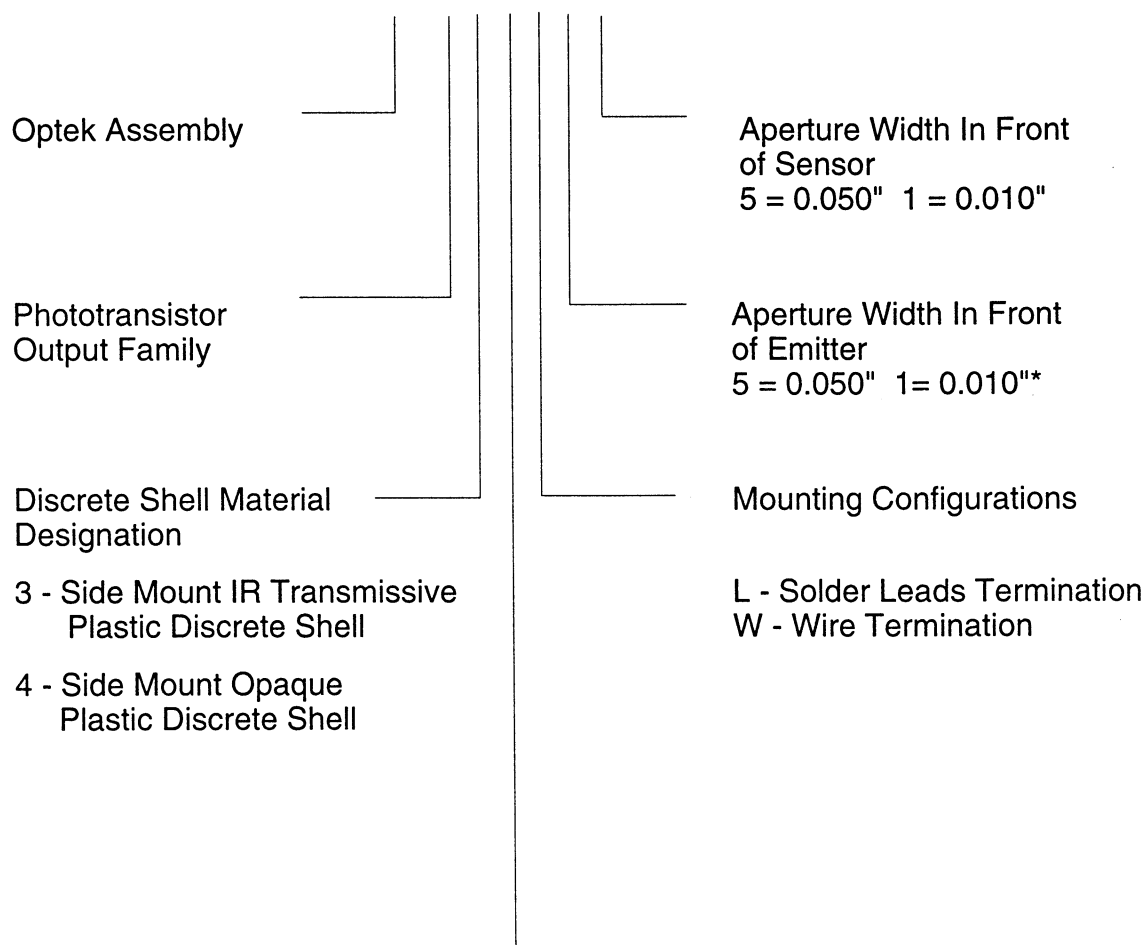 Optek Assembly
Phototransistor
Output Family
Discrete Shell Material
Designation
3 - Side Mount IR Transmissive
Plastic Discrete Shell
4 - Side Mount Opaque
Plastic Discrete Shell
Aperture Width In Front
of Sensor
5 = 0.050" 1 = 0.010"
Aperture Width In Front
of Emitter
5 = 0.050" 1= 0.010"*
Mounting Configurations
L - Solder Leads Termination
W - Wire Termination